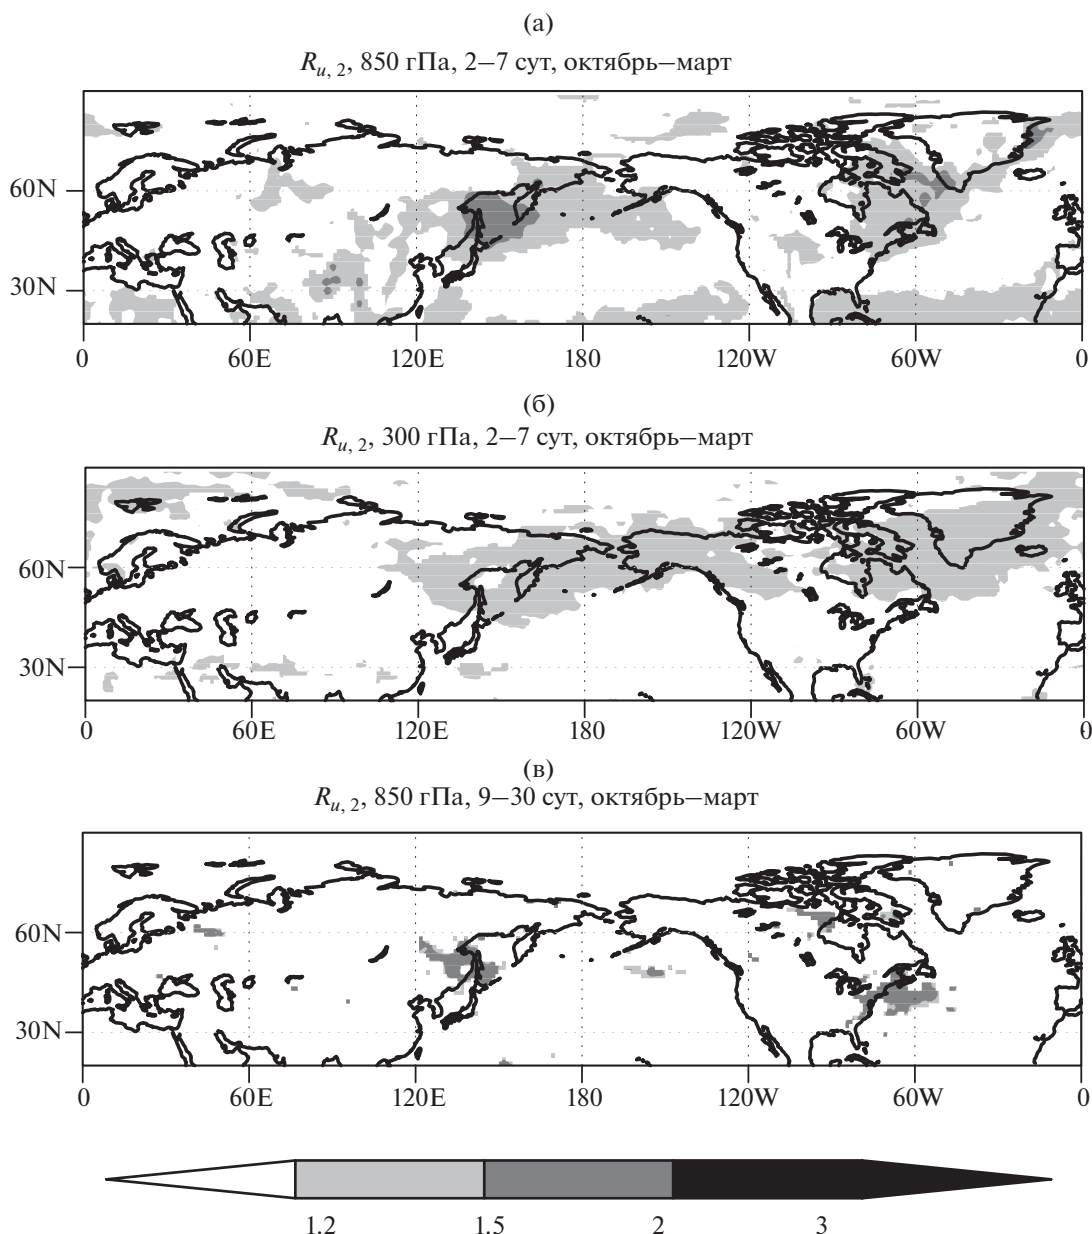 (а)
R_{u, 2}, 850 гПа, 2–7 сут, октябрь–март
60N
30N
0 60E 120E 180 120W 60W 0
(б)
R_{u, 2}, 300 гПа, 2–7 сут, октябрь–март
60N
30N
0 60E 120E 180 120W 60W 0
(в)
R_{u, 2}, 850 гПа, 9–30 сут, октябрь–март
60N
30N
0 60E 120E 180 120W 60W 0
1.2 1.5 2 3